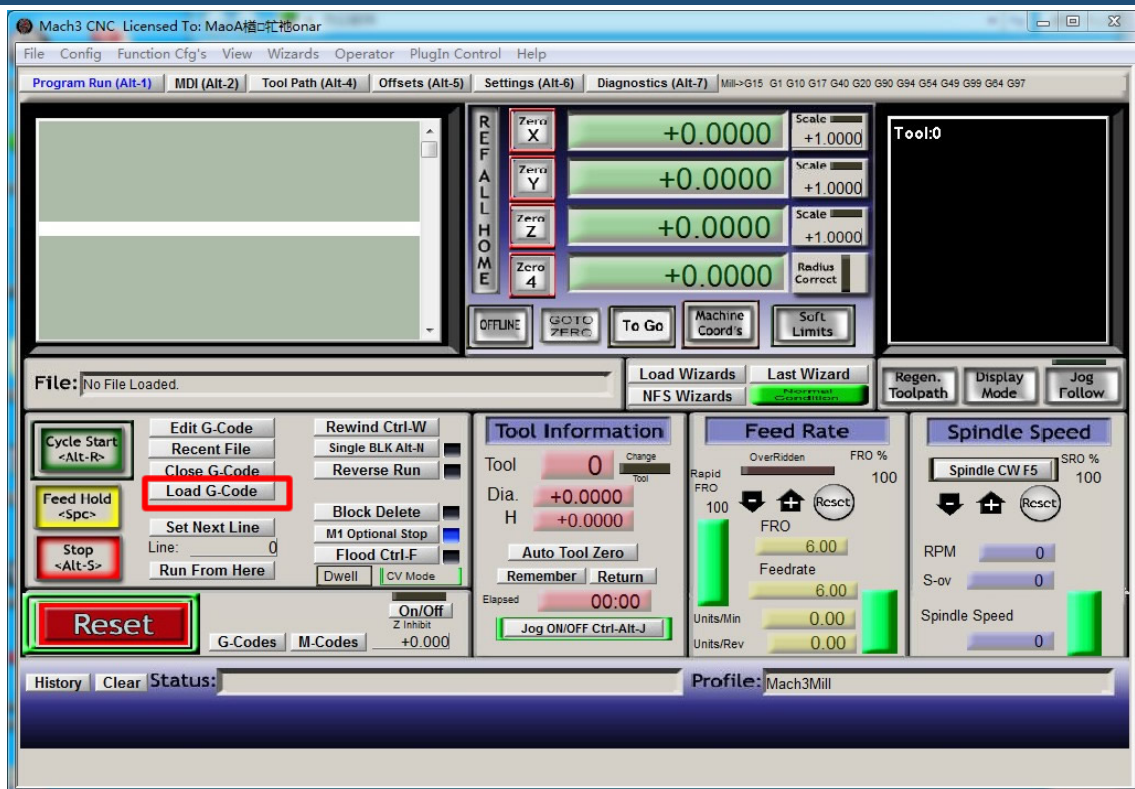 Mach3 CNC Licensed To: MaoA楢□牤祂onar
File Config Function Cfg's View Wizards Operator PlugIn Control Help
Program Run (Alt-1) MDI (Alt-2) Tool Path (Alt-4) Offsets (Alt-5) Settings (Alt-6) Diagnostics (Alt-7) Mill->G15 G1 G10 G17 G40 G20 G90 G94 G54 G49 G99 G64 G97
REF ALL HOME
Zero X +0.0000 Scale +1.0000
Zero Y +0.0000 Scale +1.0000
Zero Z +0.0000 Scale +1.0000
Zero 4 +0.0000 Radius Correct
OFFLINE GOTO ZERO To Go Machine Coord's Soft Limits
Tool:0
File: No File Loaded.
Load Wizards Last Wizard
NFS Wizards Normal Condition
Regen. Toolpath Display Mode Jog Follow
Cycle Start <Alt-R>
Feed Hold <Spc>
Stop <Alt-S>
Edit G-Code Rewind Ctrl-W
Recent File Single BLK Alt-N
Close G-Code Reverse Run
Load G-Code
Block Delete
Set Next Line M1 Optional Stop
Line: 0 Flood Ctrl-F
Run From Here Dwell CV Mode
Reset
On/Off
Z Inhibit
G-Codes M-Codes +0.000
Tool Information
Tool 0 Change Tool
Dia. +0.0000
H +0.0000
Auto Tool Zero
Remember Return
Elapsed 00:00
Jog ON/OFF Ctrl-Alt-J
Feed Rate
OverRidden FRO %
100
Rapid FRO
100
Reset
FRO
6.00
Feedrate
6.00
Units/Min 0.00
Units/Rev 0.00
Spindle Speed
Spindle CW F5 SRO %
100
Reset
RPM 0
S-ov 0
Spindle Speed
0
History Clear Status: Profile: Mach3Mill